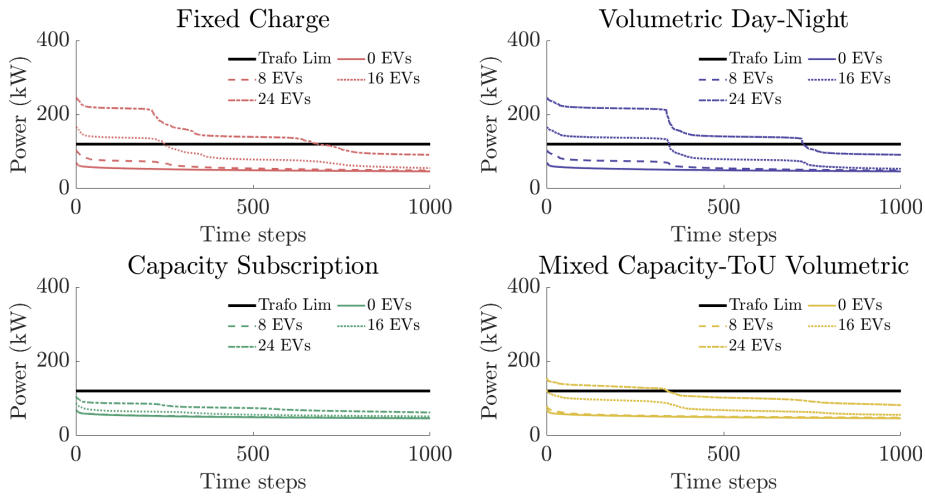 Fixed Charge
400
200
0
Power (kW)
Trafo Lim
0 EVs
8 EVs
16 EVs
24 EVs
0
500
1000
Time steps
Volumetric Day-Night
400
200
0
Power (kW)
Trafo Lim
0 EVs
8 EVs
16 EVs
24 EVs
0
500
1000
Time steps
Capacity Subscription
400
200
0
Power (kW)
Trafo Lim
0 EVs
8 EVs
16 EVs
24 EVs
0
500
1000
Time steps
Mixed Capacity-ToU Volumetric
400
200
0
Power (kW)
Trafo Lim
0 EVs
8 EVs
16 EVs
24 EVs
0
500
1000
Time steps